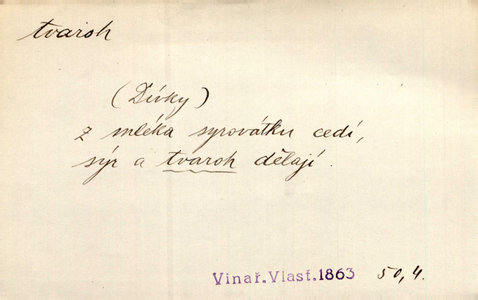 tvaroh
(Dívky)
z mléka syrovátku cedí,
sýr a tvaroh dělají.
Vinař. Vlast. 1863 50, 4.